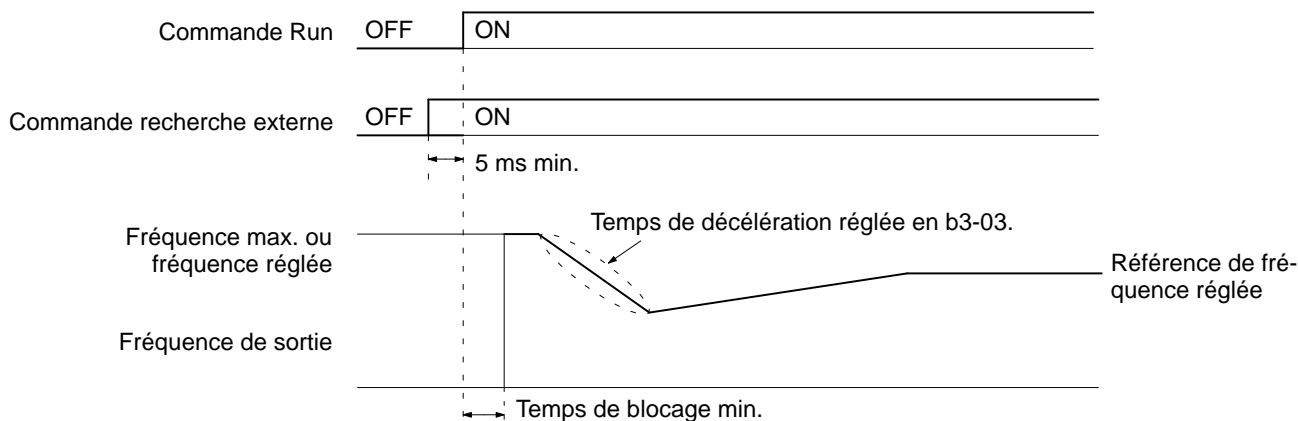 Commande Run
OFF
ON
Commande recherche externe
OFF
ON
5 ms min.
Temps de décélération réglée en b3-03.
Fréquence max. ou
fréquence réglée
Référence de fré-
quence réglée
Fréquence de sortie
Temps de blocage min.